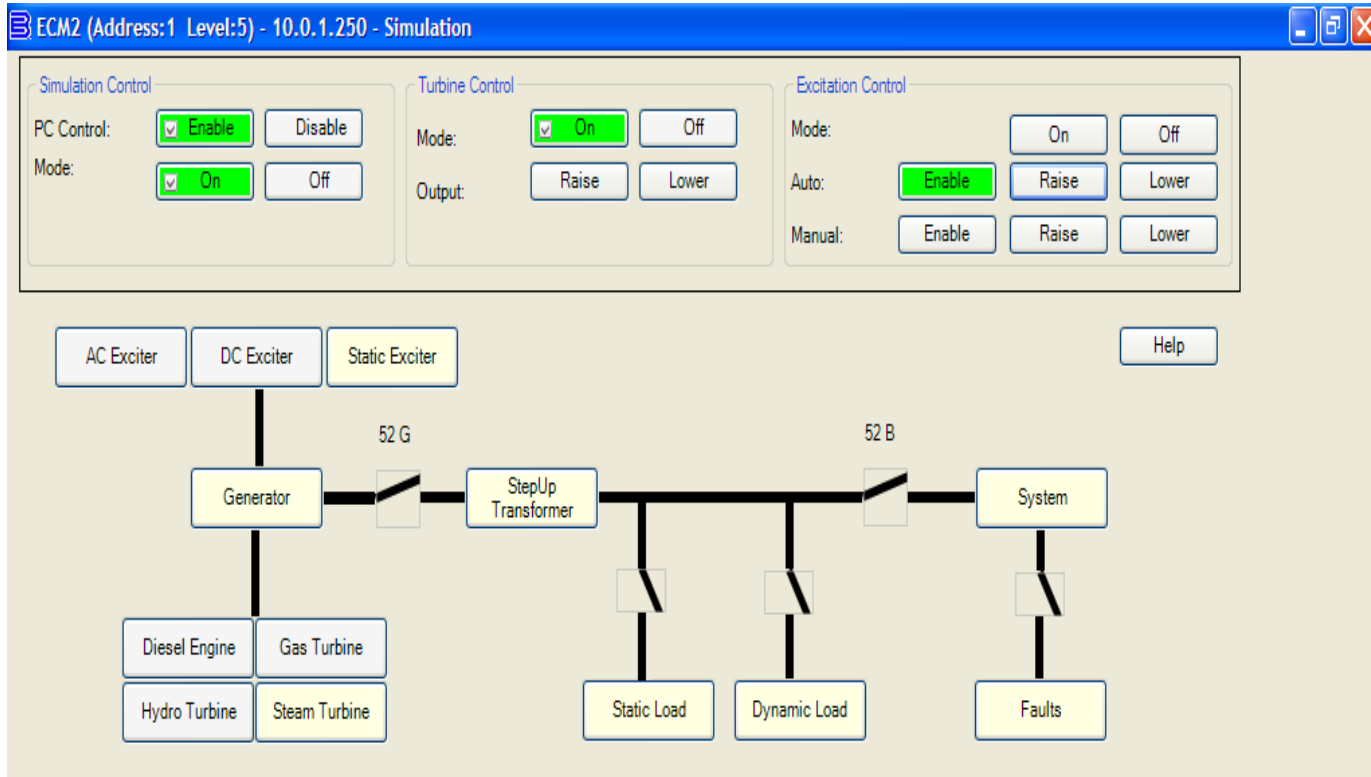 ECM2 (Address:1 Level:5) - 10.0.1.250 - Simulation
Simulation Control
PC Control:
Enable
Disable
Mode:
On
Off
Turbine Control
Mode:
On
Off
Output:
Raise
Lower
Excitation Control
Mode:
On
Off
Auto:
Enable
Raise
Lower
Manual:
Enable
Raise
Lower
AC Exciter
DC Exciter
Static Exciter
Help
52 G
52 B
Generator
StepUp
Transformer
System
Diesel Engine
Gas Turbine
Hydro Turbine
Steam Turbine
Static Load
Dynamic Load
Faults